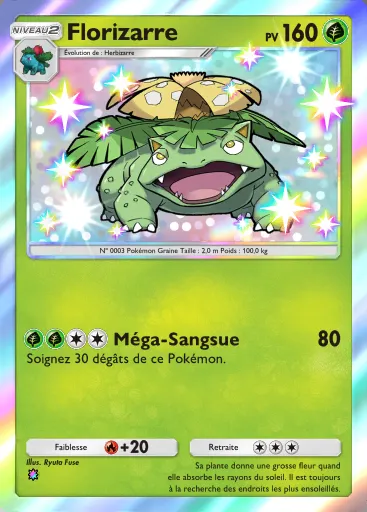 NIVEAU 2 Florizarre PV 160
Évolution de : Herbizarre
N° 0003 Pokémon Graine Taille : 2,0 m Poids : 100,0 kg
Méga-Sangsue 80
Soignez 30 dégâts de ce Pokémon.
Faiblesse +20 Retraite
Illus. Ryuta Fuse
Sa plante donne une grosse fleur quand
elle absorbe les rayons du soleil. Il est toujours
à la recherche des endroits les plus ensoleillés.